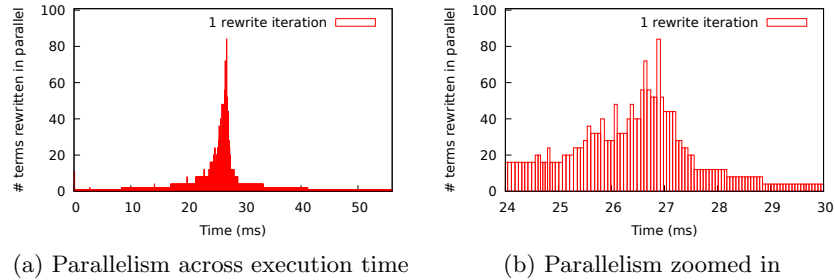 # terms rewritten in parallel
100
80
60
40
20
0
1 rewrite iteration
0 10 20 30 40 50
Time (ms)
(a) Parallelism across execution time
# terms rewritten in parallel
100
80
60
40
20
0
1 rewrite iteration
24 25 26 27 28 29 30
Time (ms)
(b) Parallelism zoomed in